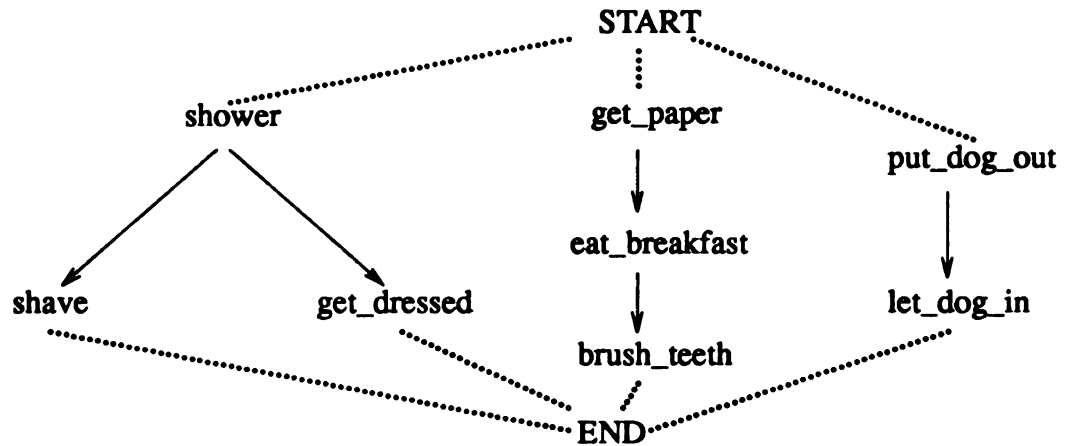 START
shower
get_paper
put_dog_out
eat_breakfast
shave
get_dressed
let_dog_in
brush_teeth
END